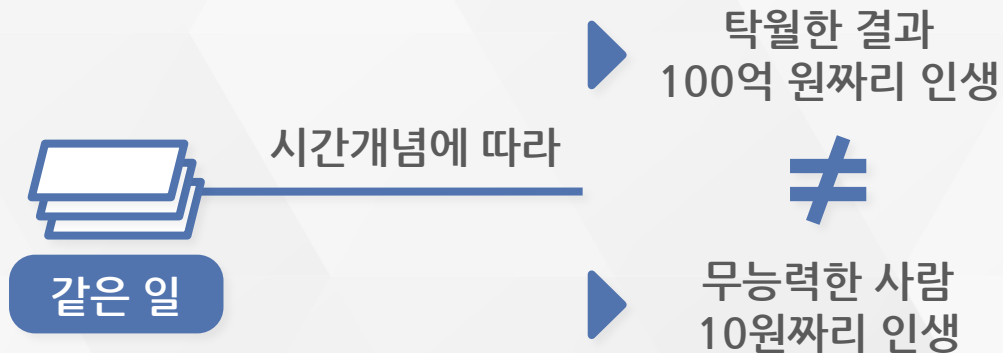 탁월한 결과
100억 원짜리 인생
시간개념에 따라
≠
같은 일
무능력한 사람
10원짜리 인생